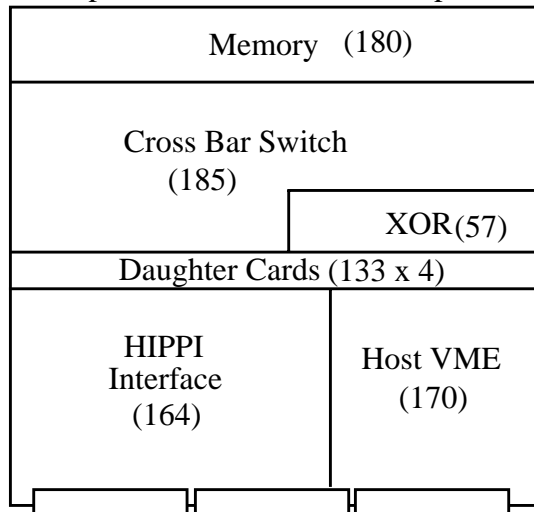 Memory (180)
Cross Bar Switch
(185)
XOR(57)
Daughter Cards (133 x 4)
HIPPI
Interface
(164)
Host VME
(170)